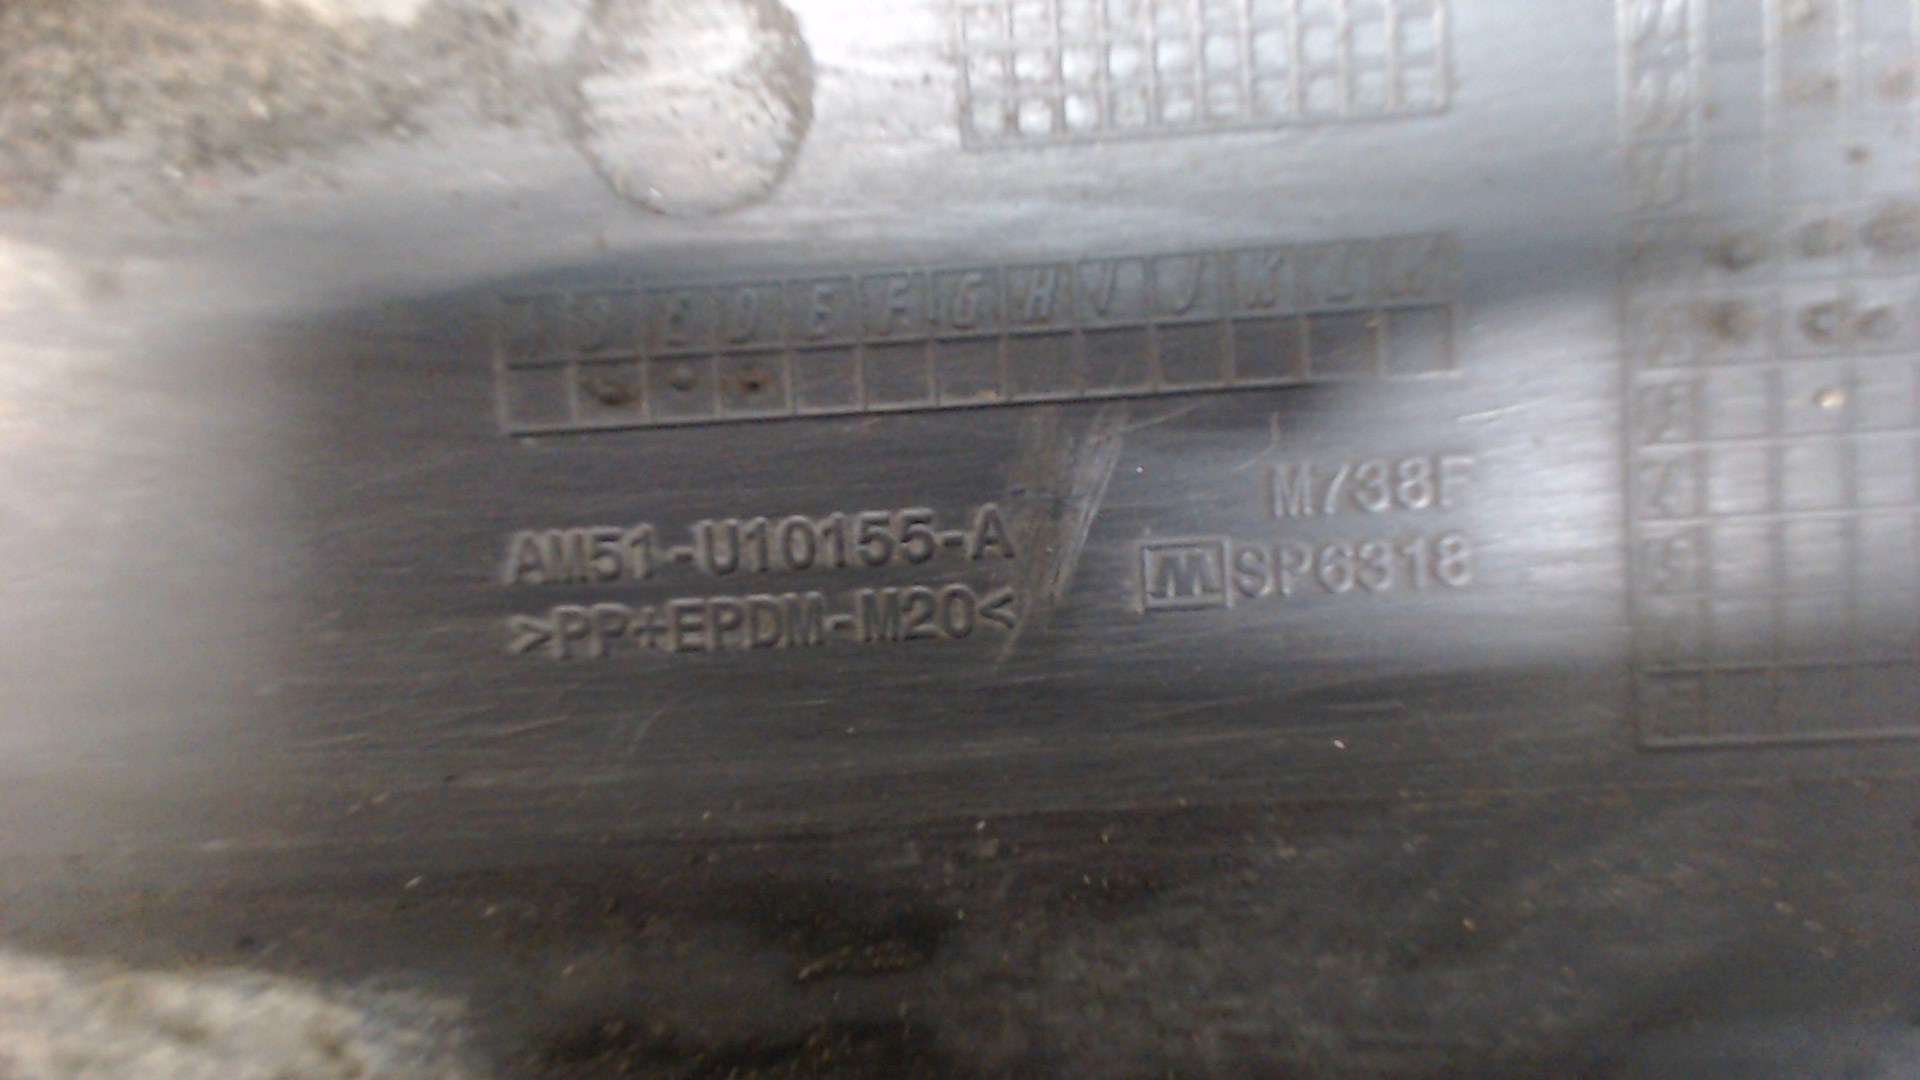 E F G H I J K L
AM51-U10155-A
>PP+EPDM-M20<
M738F
M SP6318